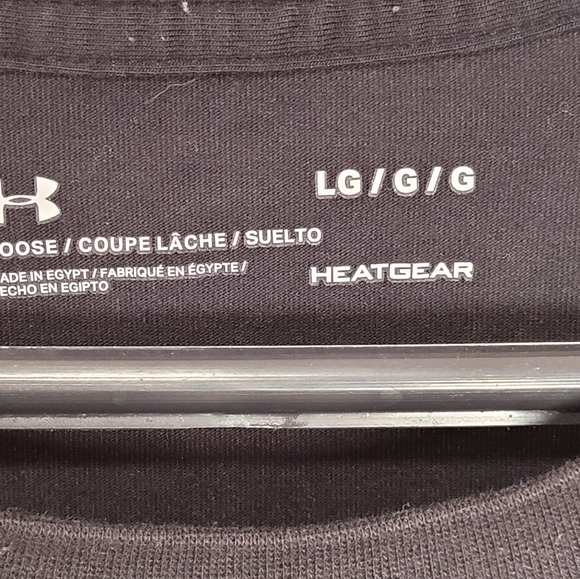 LG / G / G
OOSE / COUPE LÂCHE / SUELTO
ADE IN EGYPT / FABRIQUÉ EN ÉGYPTE /
ECHO EN EGIPTO
HEATGEAR